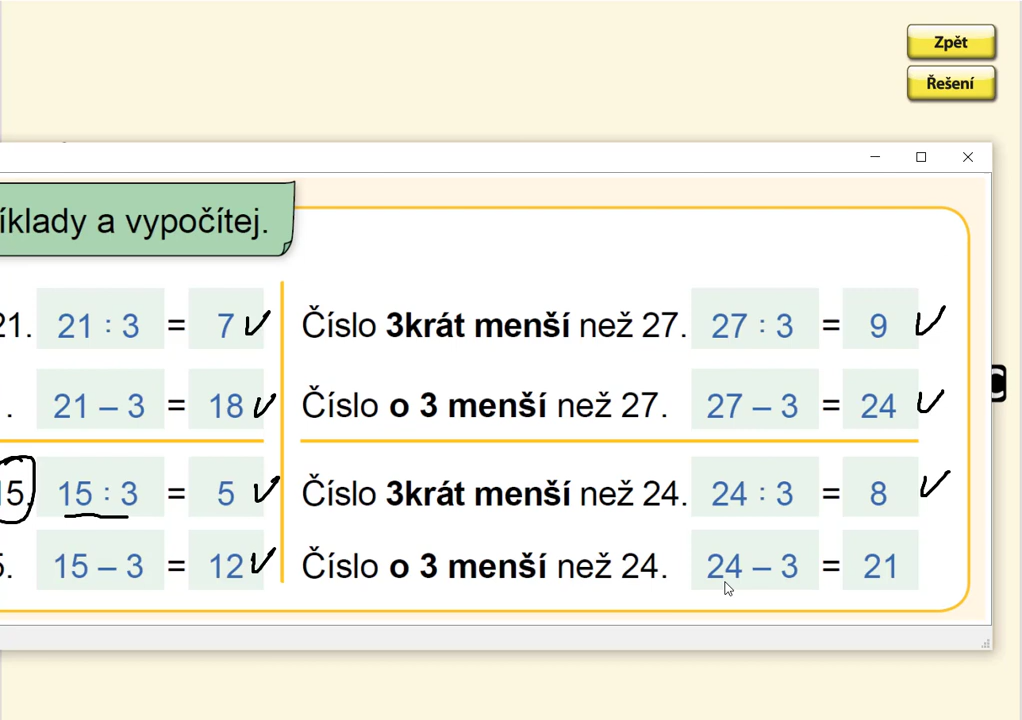 Zpět
Řešení
íklady a vypočítej.
21. 21 : 3 = 7
. 21 – 3 = 18
15. 15 : 3 = 5
5. 15 – 3 = 12
Číslo 3krát menší než 27. 27 : 3 = 9
Číslo o 3 menší než 27. 27 – 3 = 24
Číslo 3krát menší než 24. 24 : 3 = 8
Číslo o 3 menší než 24. 24 – 3 = 21